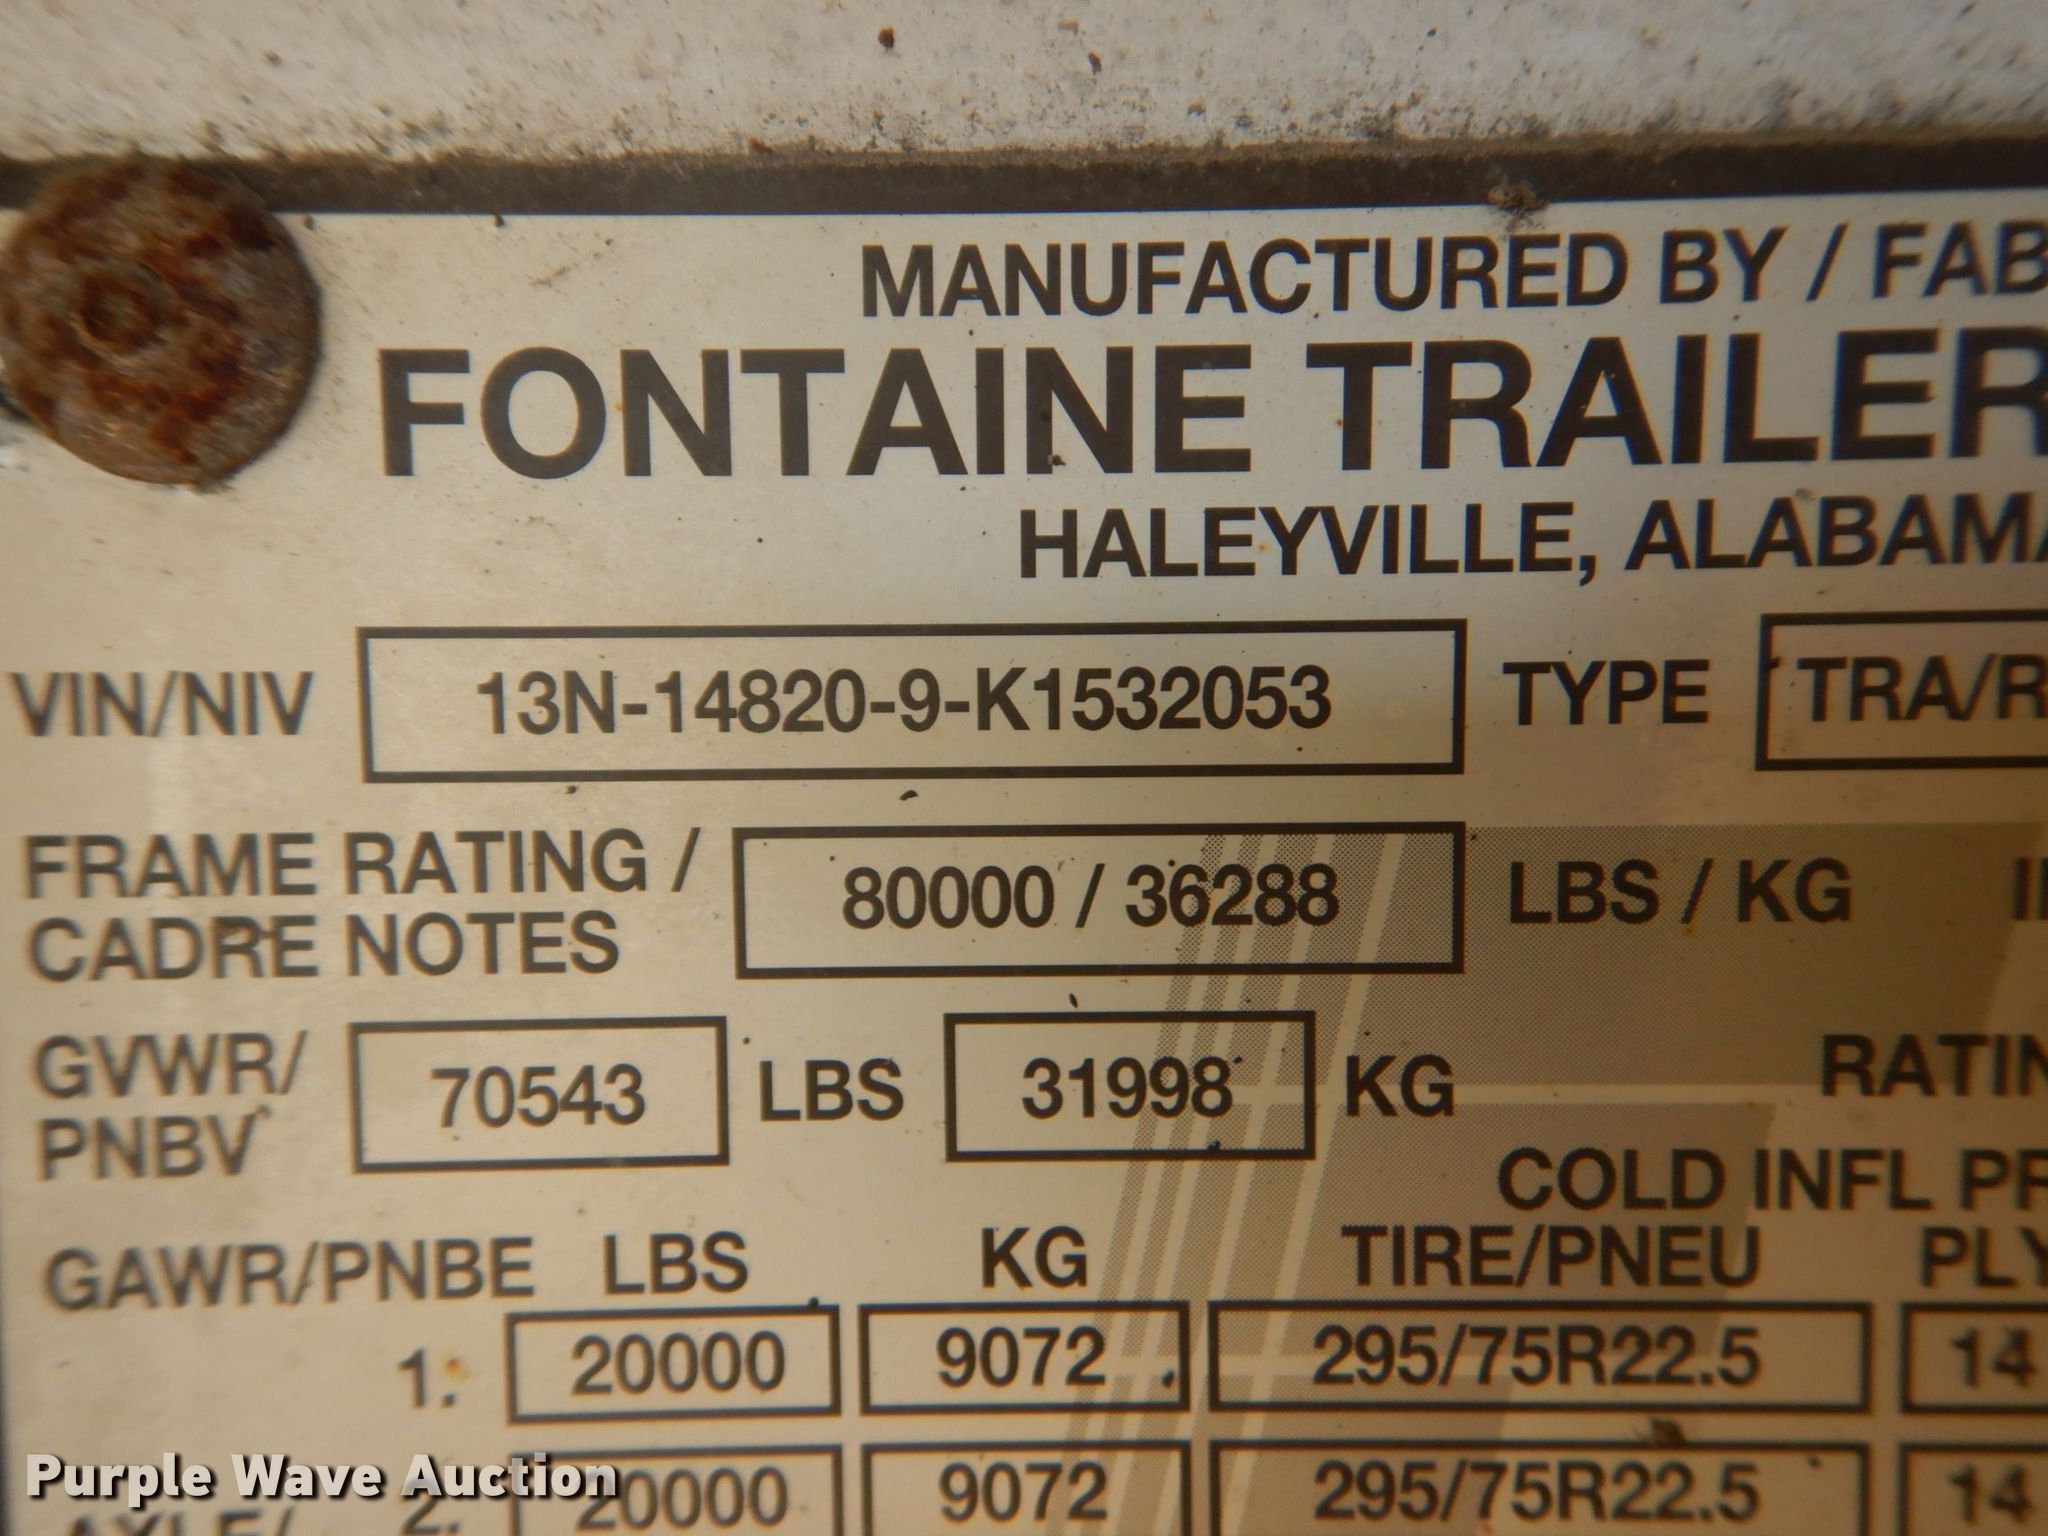 MANUFACTURED BY / FAB
FONTAINE TRAILER
HALEYVILLE, ALABAMA
VIN/NIV 13N-14820-9-K1532053 TYPE TRA/R
FRAME RATING / 80000 / 36288 LBS / KG
CADRE NOTES
GVWR/ 70543 LBS 31998 KG RATIN
PNBV
COLD INFL PR
GAWR/PNBE LBS KG TIRE/PNEU PLY
1. 20000 9072 295/75R22.5 14
2. 20000 9072 295/75R22.5 14
AXLE/
Purple Wave Auction